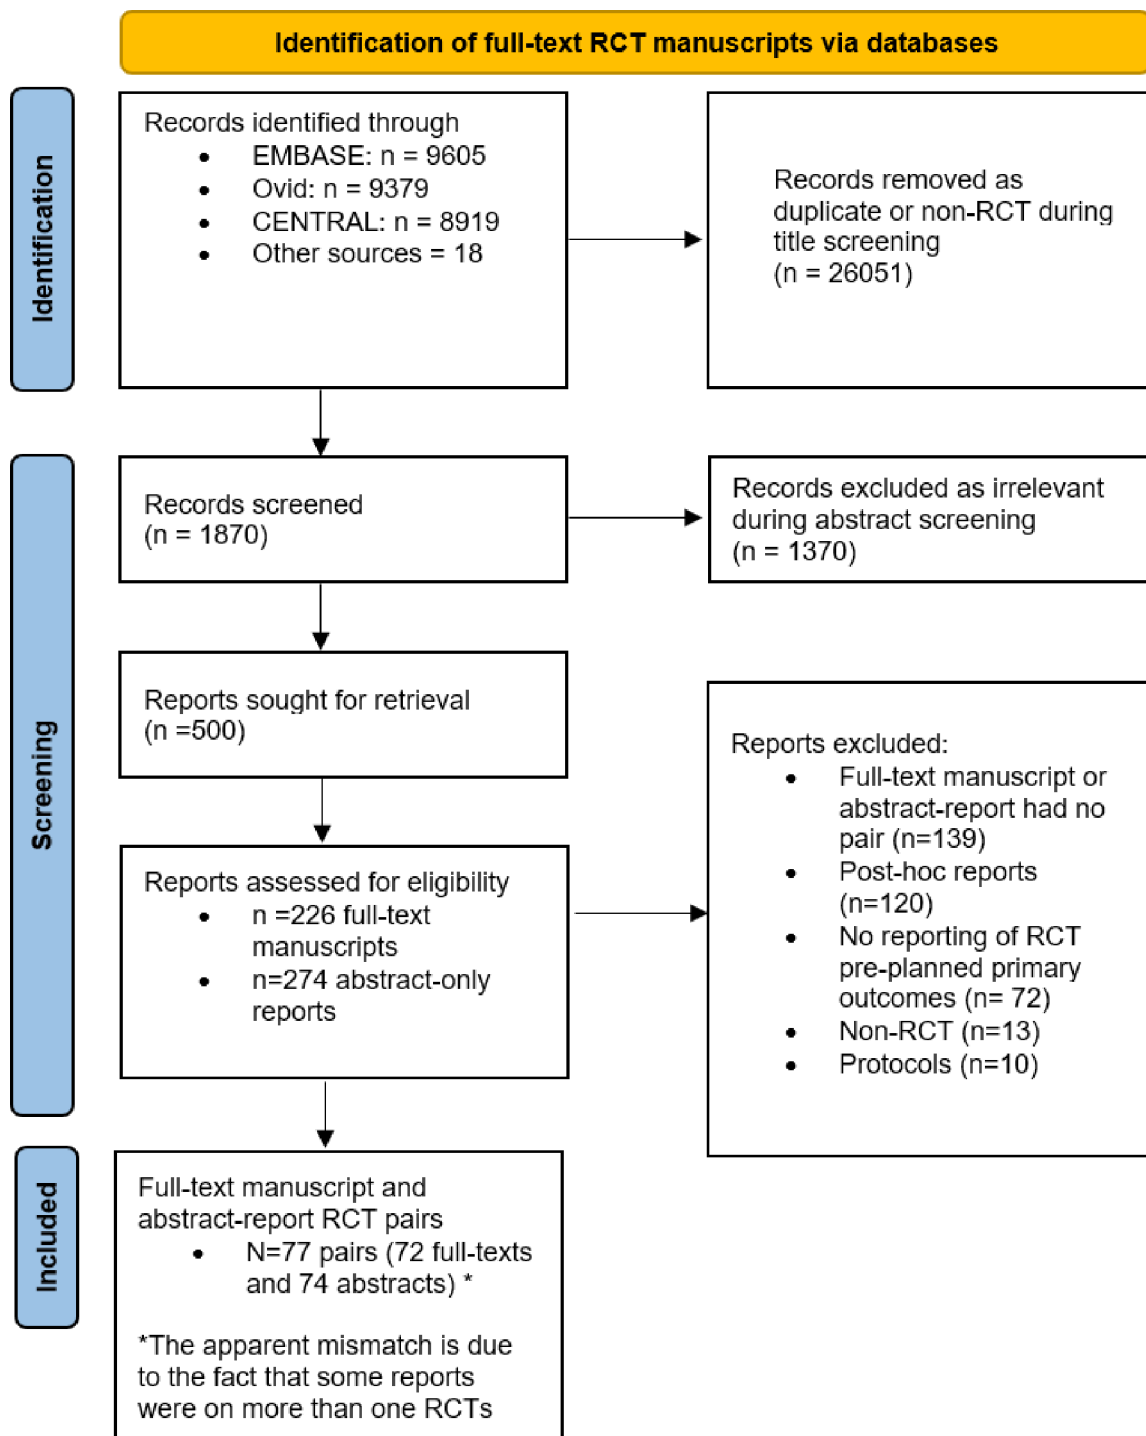 Identification of full-text RCT manuscripts via databases
Identification
Records identified through
• EMBASE: n = 9605
• Ovid: n = 9379
• CENTRAL: n = 8919
• Other sources = 18
Records removed as
duplicate or non-RCT during
title screening
(n = 26051)
Screening
Records screened
(n = 1870)
Records excluded as irrelevant
during abstract screening
(n = 1370)
Reports sought for retrieval
(n =500)
Reports assessed for eligibility
• n =226 full-text
manuscripts
• n=274 abstract-only
reports
Reports excluded:
• Full-text manuscript or
abstract-report had no
pair (n=139)
• Post-hoc reports
(n=120)
• No reporting of RCT
pre-planned primary
outcomes (n= 72)
• Non-RCT (n=13)
• Protocols (n=10)
Included
Full-text manuscript and
abstract-report RCT pairs
• N=77 pairs (72 full-texts
and 74 abstracts) *
*The apparent mismatch is due
to the fact that some reports
were on more than one RCTs